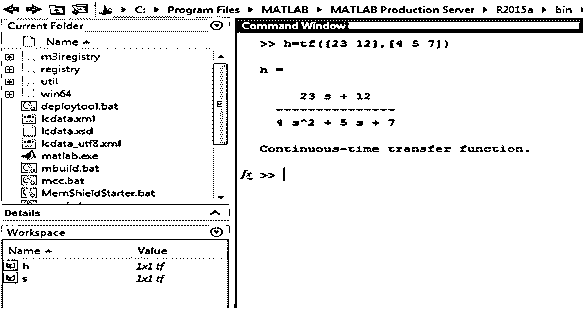 C: ▸ Program Files ▸ MATLAB ▸ MATLAB Production Server ▸ R2015a ▸ bin ▸
Current Folder
Name
m3iregistry
registry
util
win64
deploytool.bat
lcdata.xml
lcdata.xsd
lcdata_utf8.xml
matlab.exe
mbuild.bat
mcc.bat
MemShieldStarter.bat
Details
Workspace
Name Value
h 1x1 tf
s 1x1 tf
Command Window
>> h=tf([23 12],[4 5 7])
h =
23 s + 12
---------------
4 s^2 + 5 s + 7
Continuous-time transfer function.
fx >>